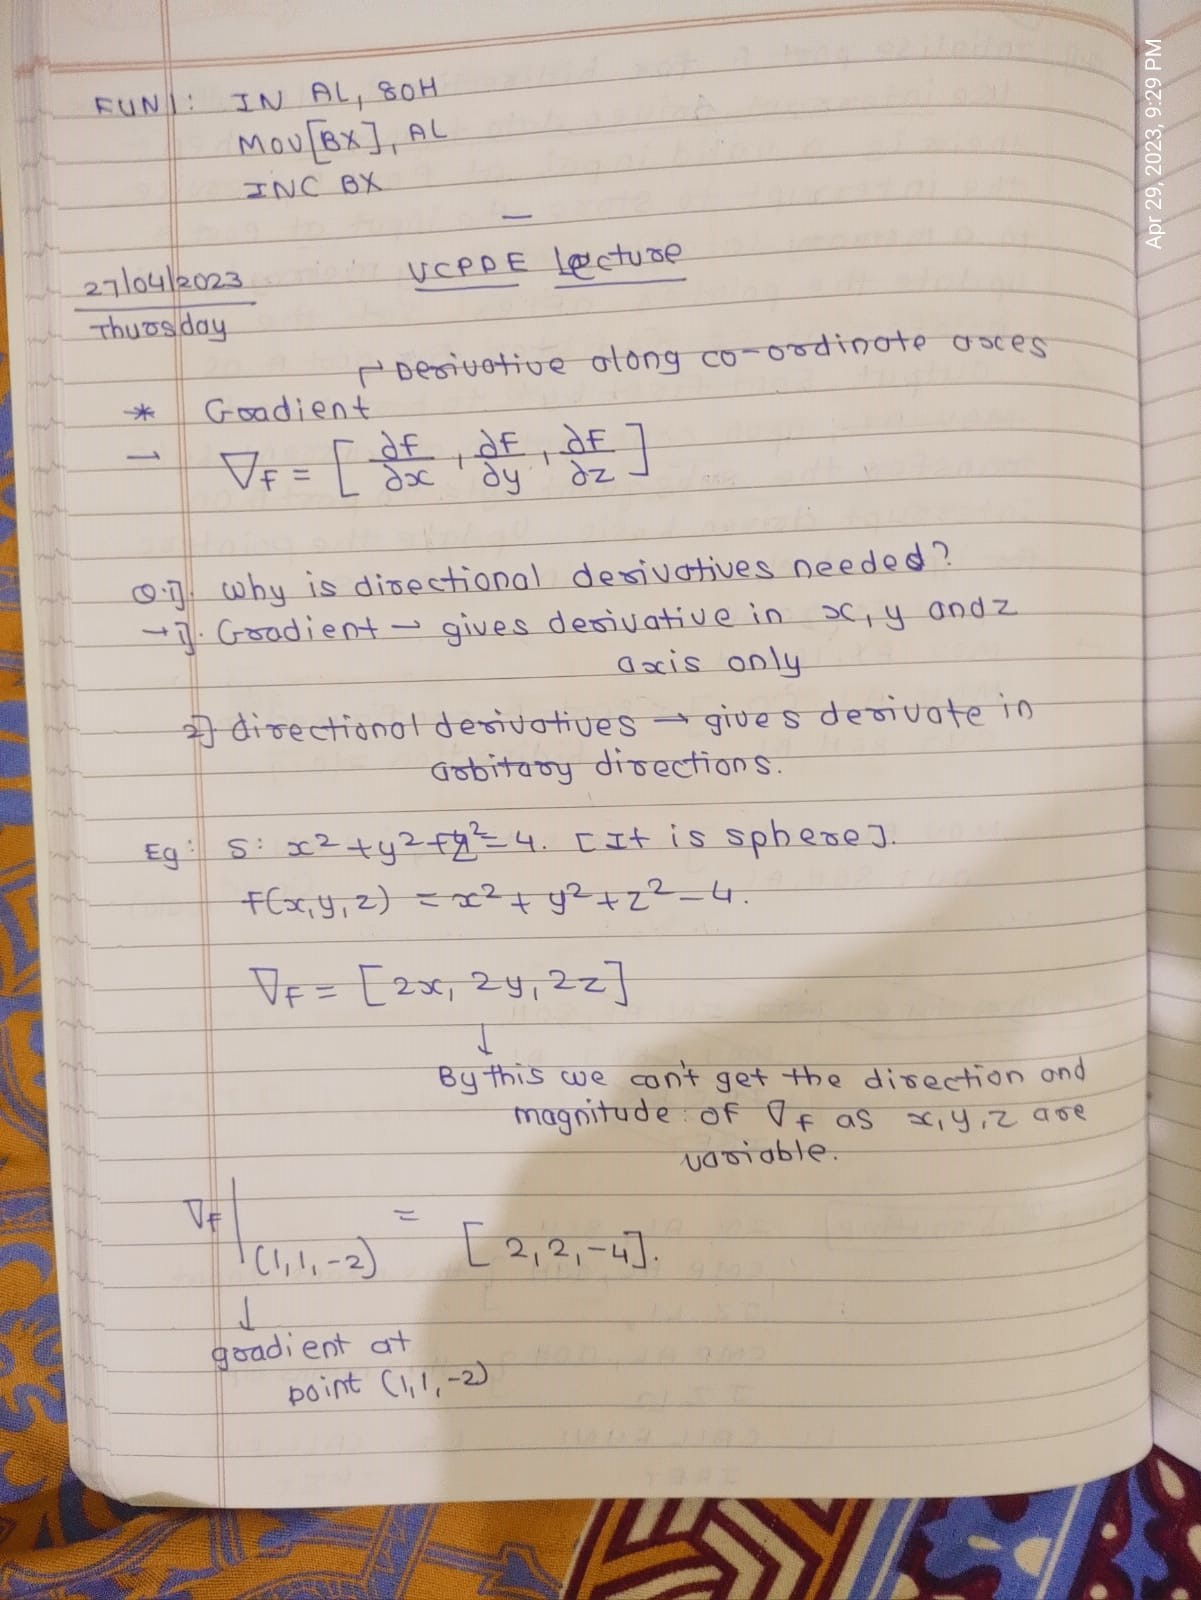 FUN1: IN AL, 80H
MOV[BX], AL
INC BX
—
VCPDE Lecture
27/04/2023
Thursday
Derivative along co-ordinate axes
* Gradient
→ ∇f = [ ∂f/∂x , ∂f/∂y , ∂f/∂z ]
Q.1]. Why is directional derivatives needed?
→1]. Gradient → gives derivative in x, y and z
axis only
2] directional derivatives → gives derivate in
arbitary directions.
Eg: S: x²+y²+z²=4. [It is sphere].
f(x,y,z) = x²+y²+z²-4.
∇f = [2x, 2y, 2z]
↓
By this we can't get the direction and
magnitude of ∇f as x,y,z are
variable.
∇f|(1,1,-2) = [2,2,-4].
↓
gradient at
point (1,1,-2)
Apr 29, 2023, 9:29 PM